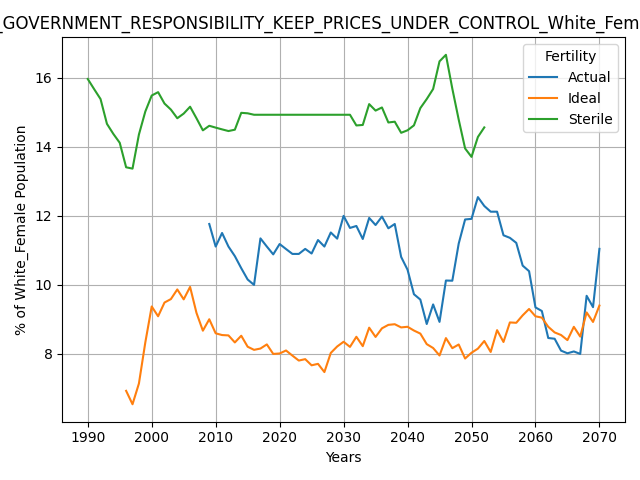 _GOVERNMENT_RESPONSIBILITY_KEEP_PRICES_UNDER_CONTROL_White_Fem
Fertility
Actual
Ideal
Sterile
% of White_Female Population
16
14
12
10
8
1990 2000 2010 2020 2030 2040 2050 2060 2070
Years